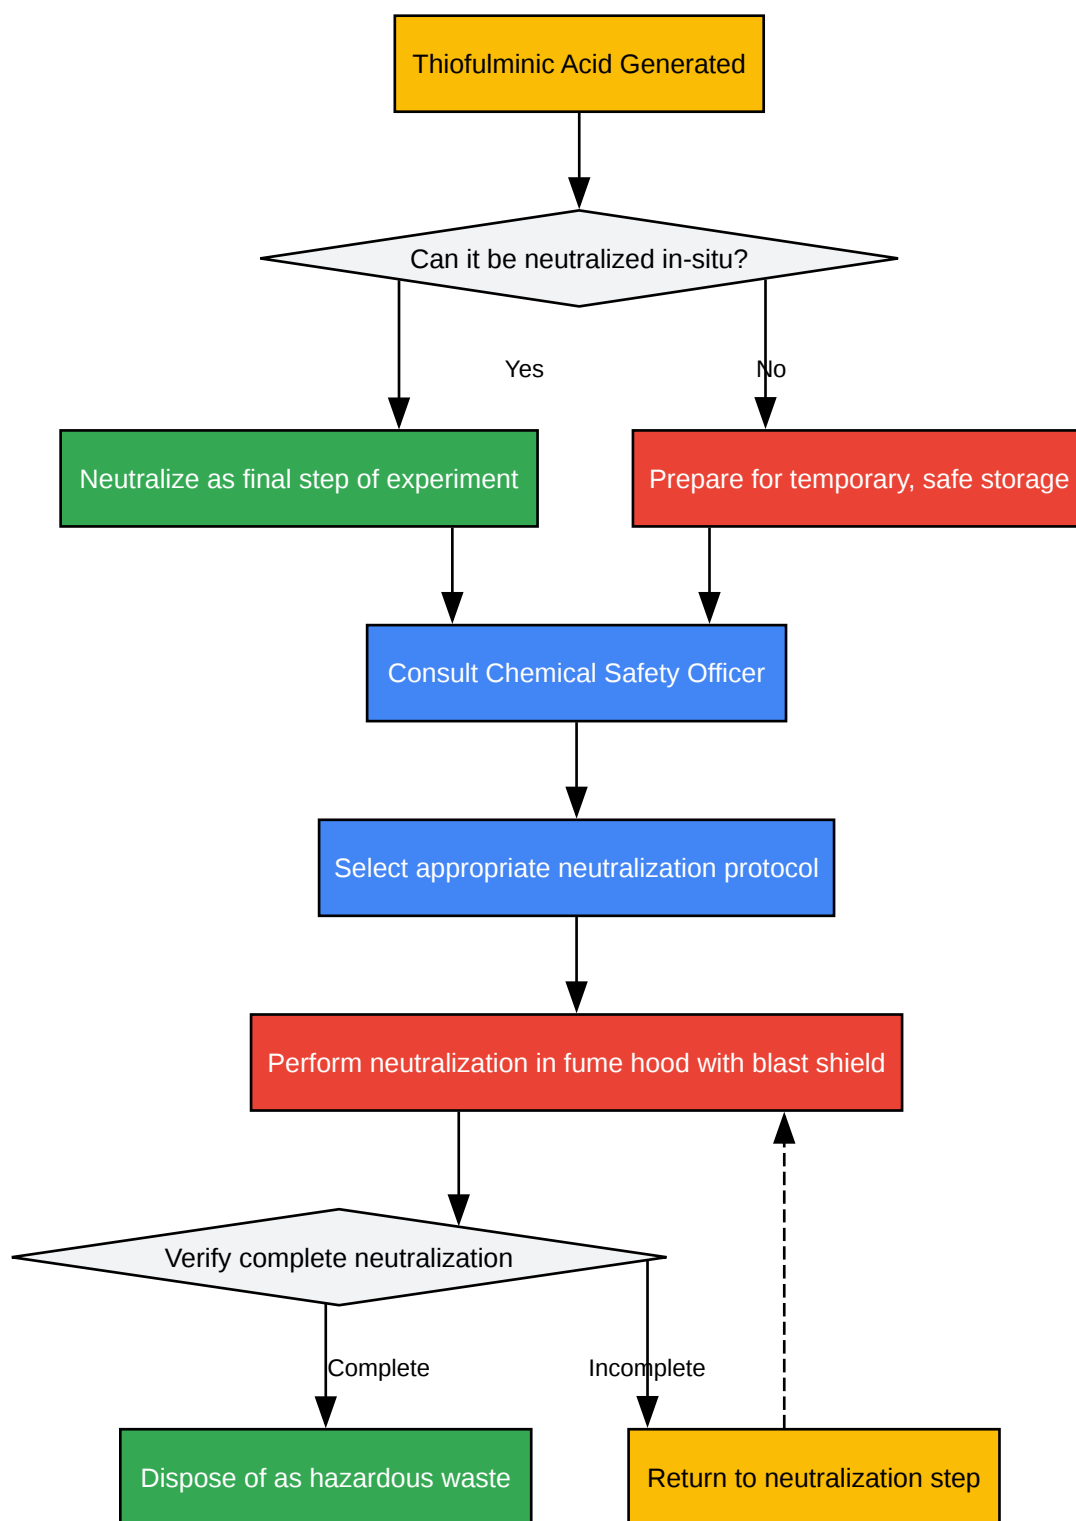 Thiofulminic Acid Generated
Can it be neutralized in-situ?
Yes
No
Neutralize as final step of experiment
Prepare for temporary, safe storage
Consult Chemical Safety Officer
Select appropriate neutralization protocol
Perform neutralization in fume hood with blast shield
Verify complete neutralization
Complete
Incomplete
Dispose of as hazardous waste
Return to neutralization step